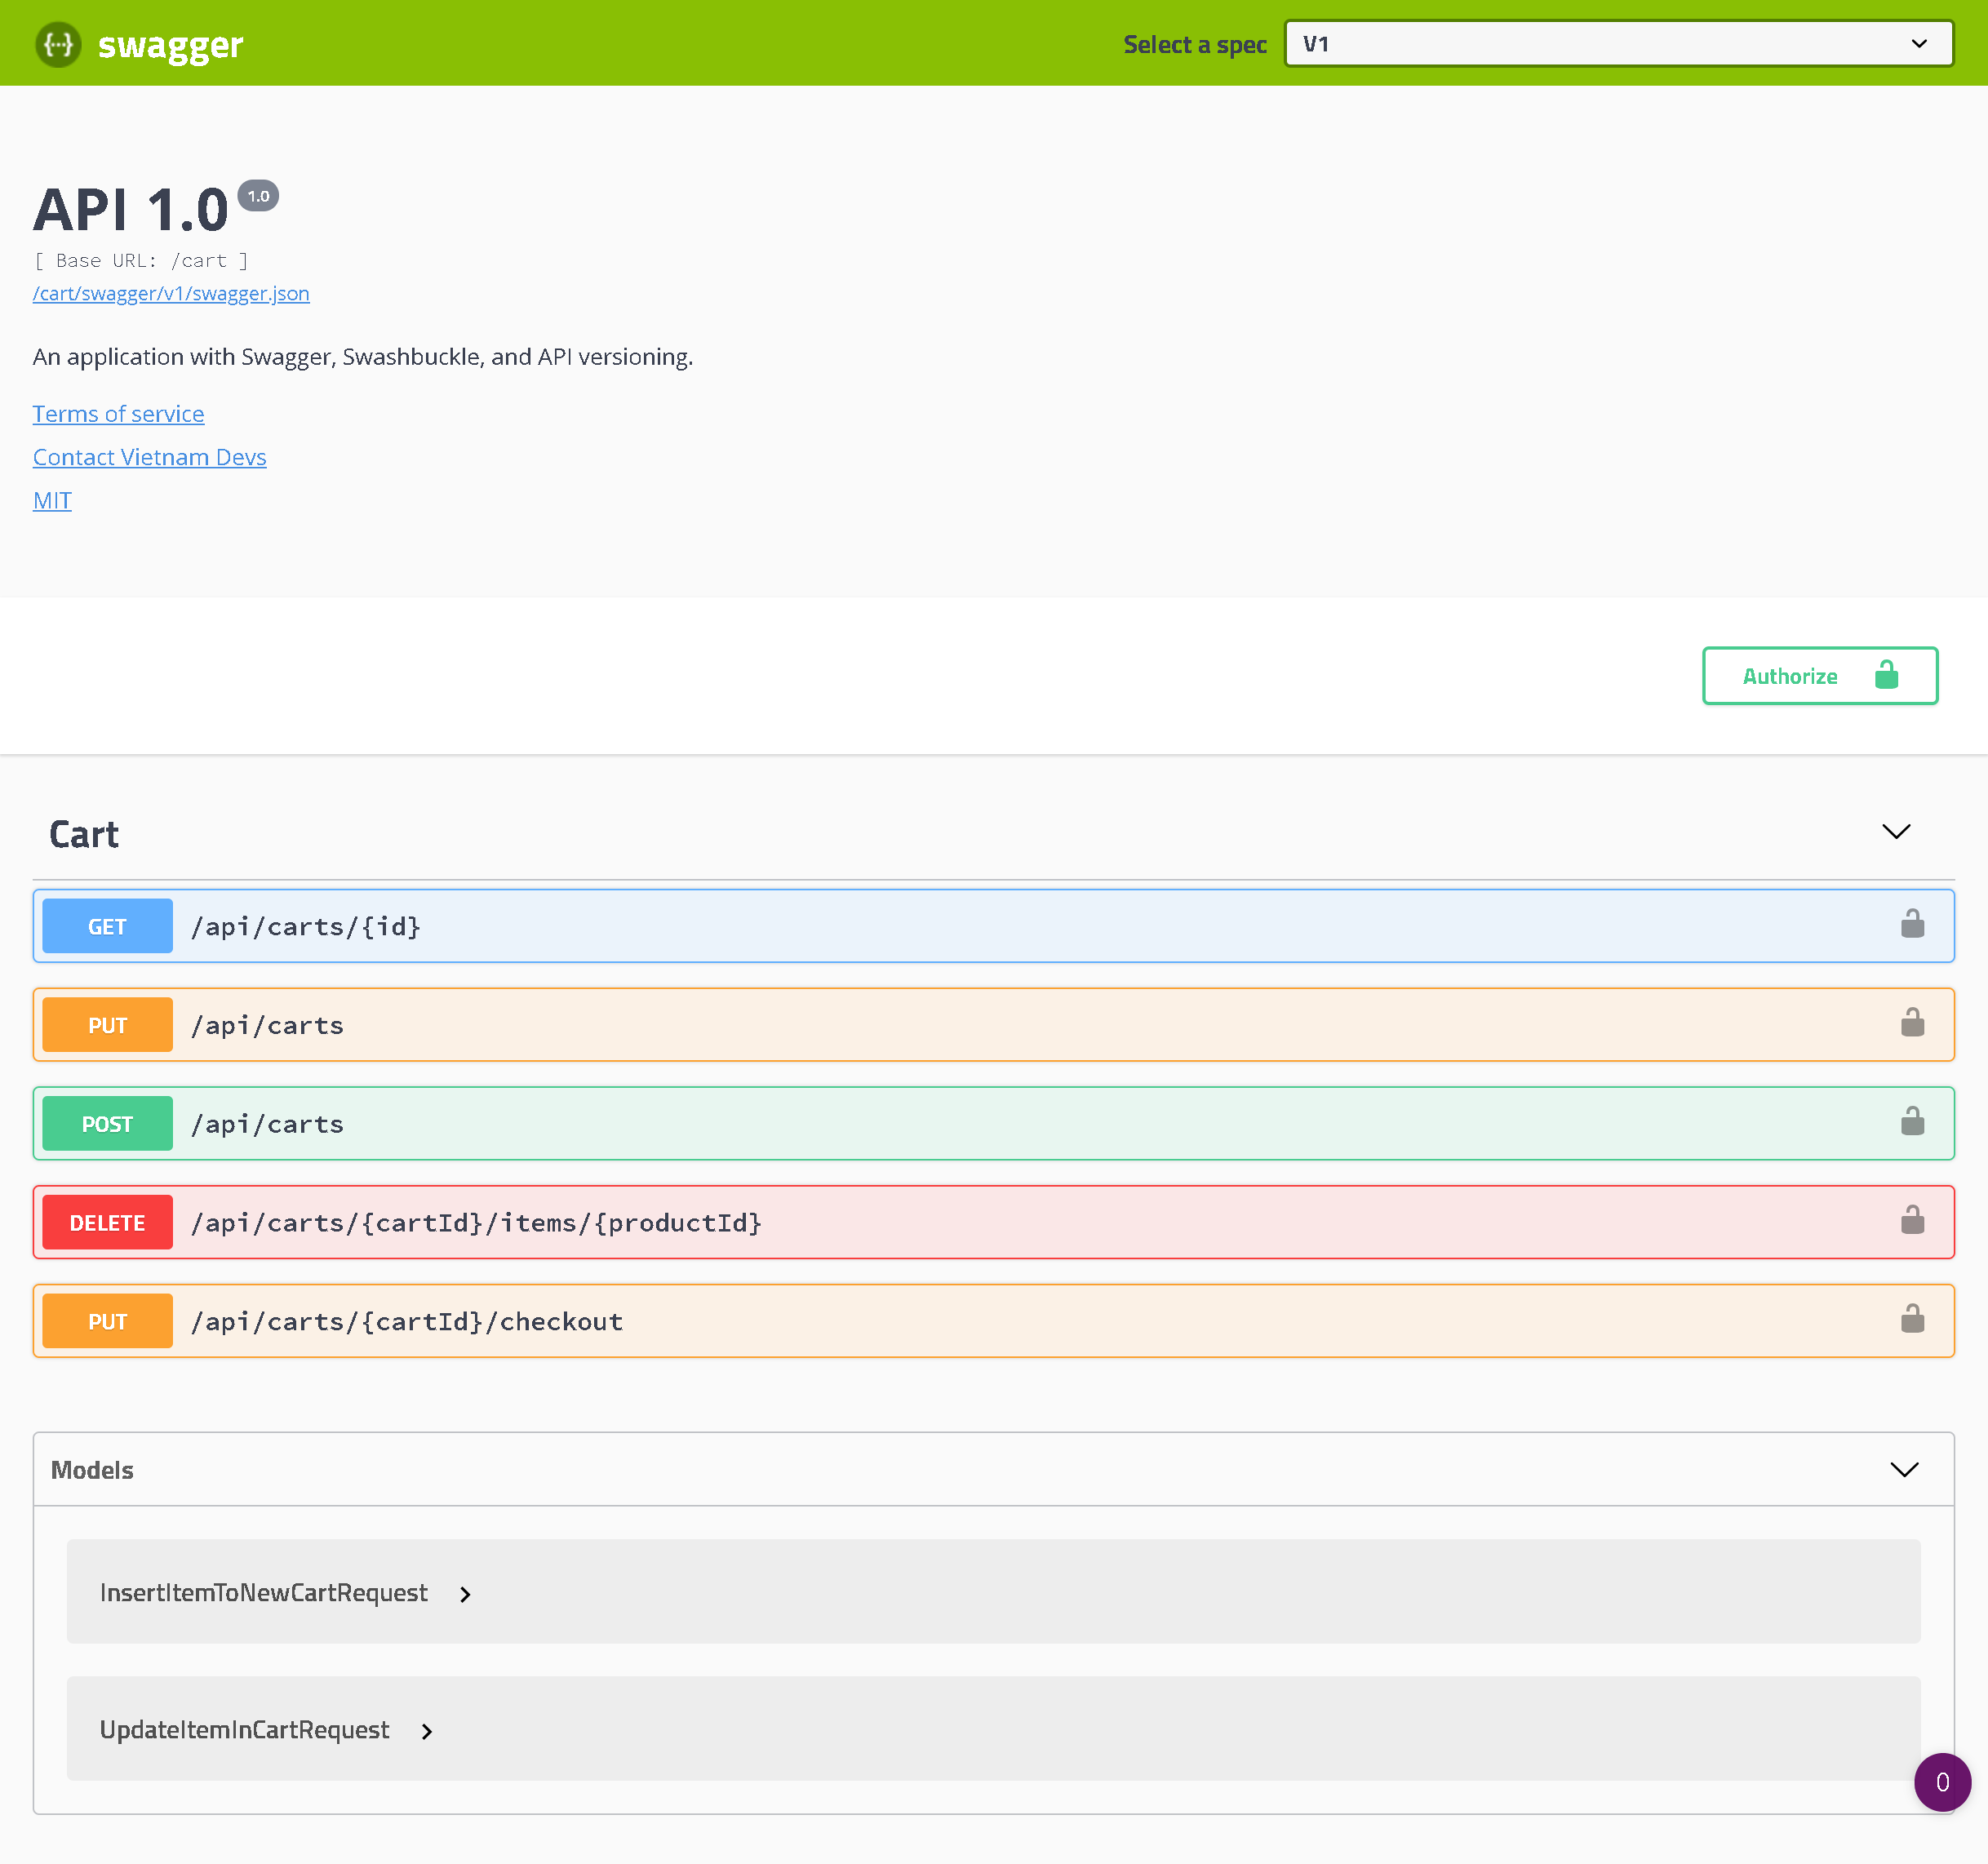 {...} swagger
Select a spec V1
API 1.0 1.0
[ Base URL: /cart ]
/cart/swagger/v1/swagger.json
An application with Swagger, Swashbuckle, and API versioning.
Terms of service
Contact Vietnam Devs
MIT
Authorize
Cart
GET /api/carts/{id}
PUT /api/carts
POST /api/carts
DELETE /api/carts/{cartId}/items/{productId}
PUT /api/carts/{cartId}/checkout
Models
InsertItemToNewCartRequest
UpdateItemInCartRequest
0